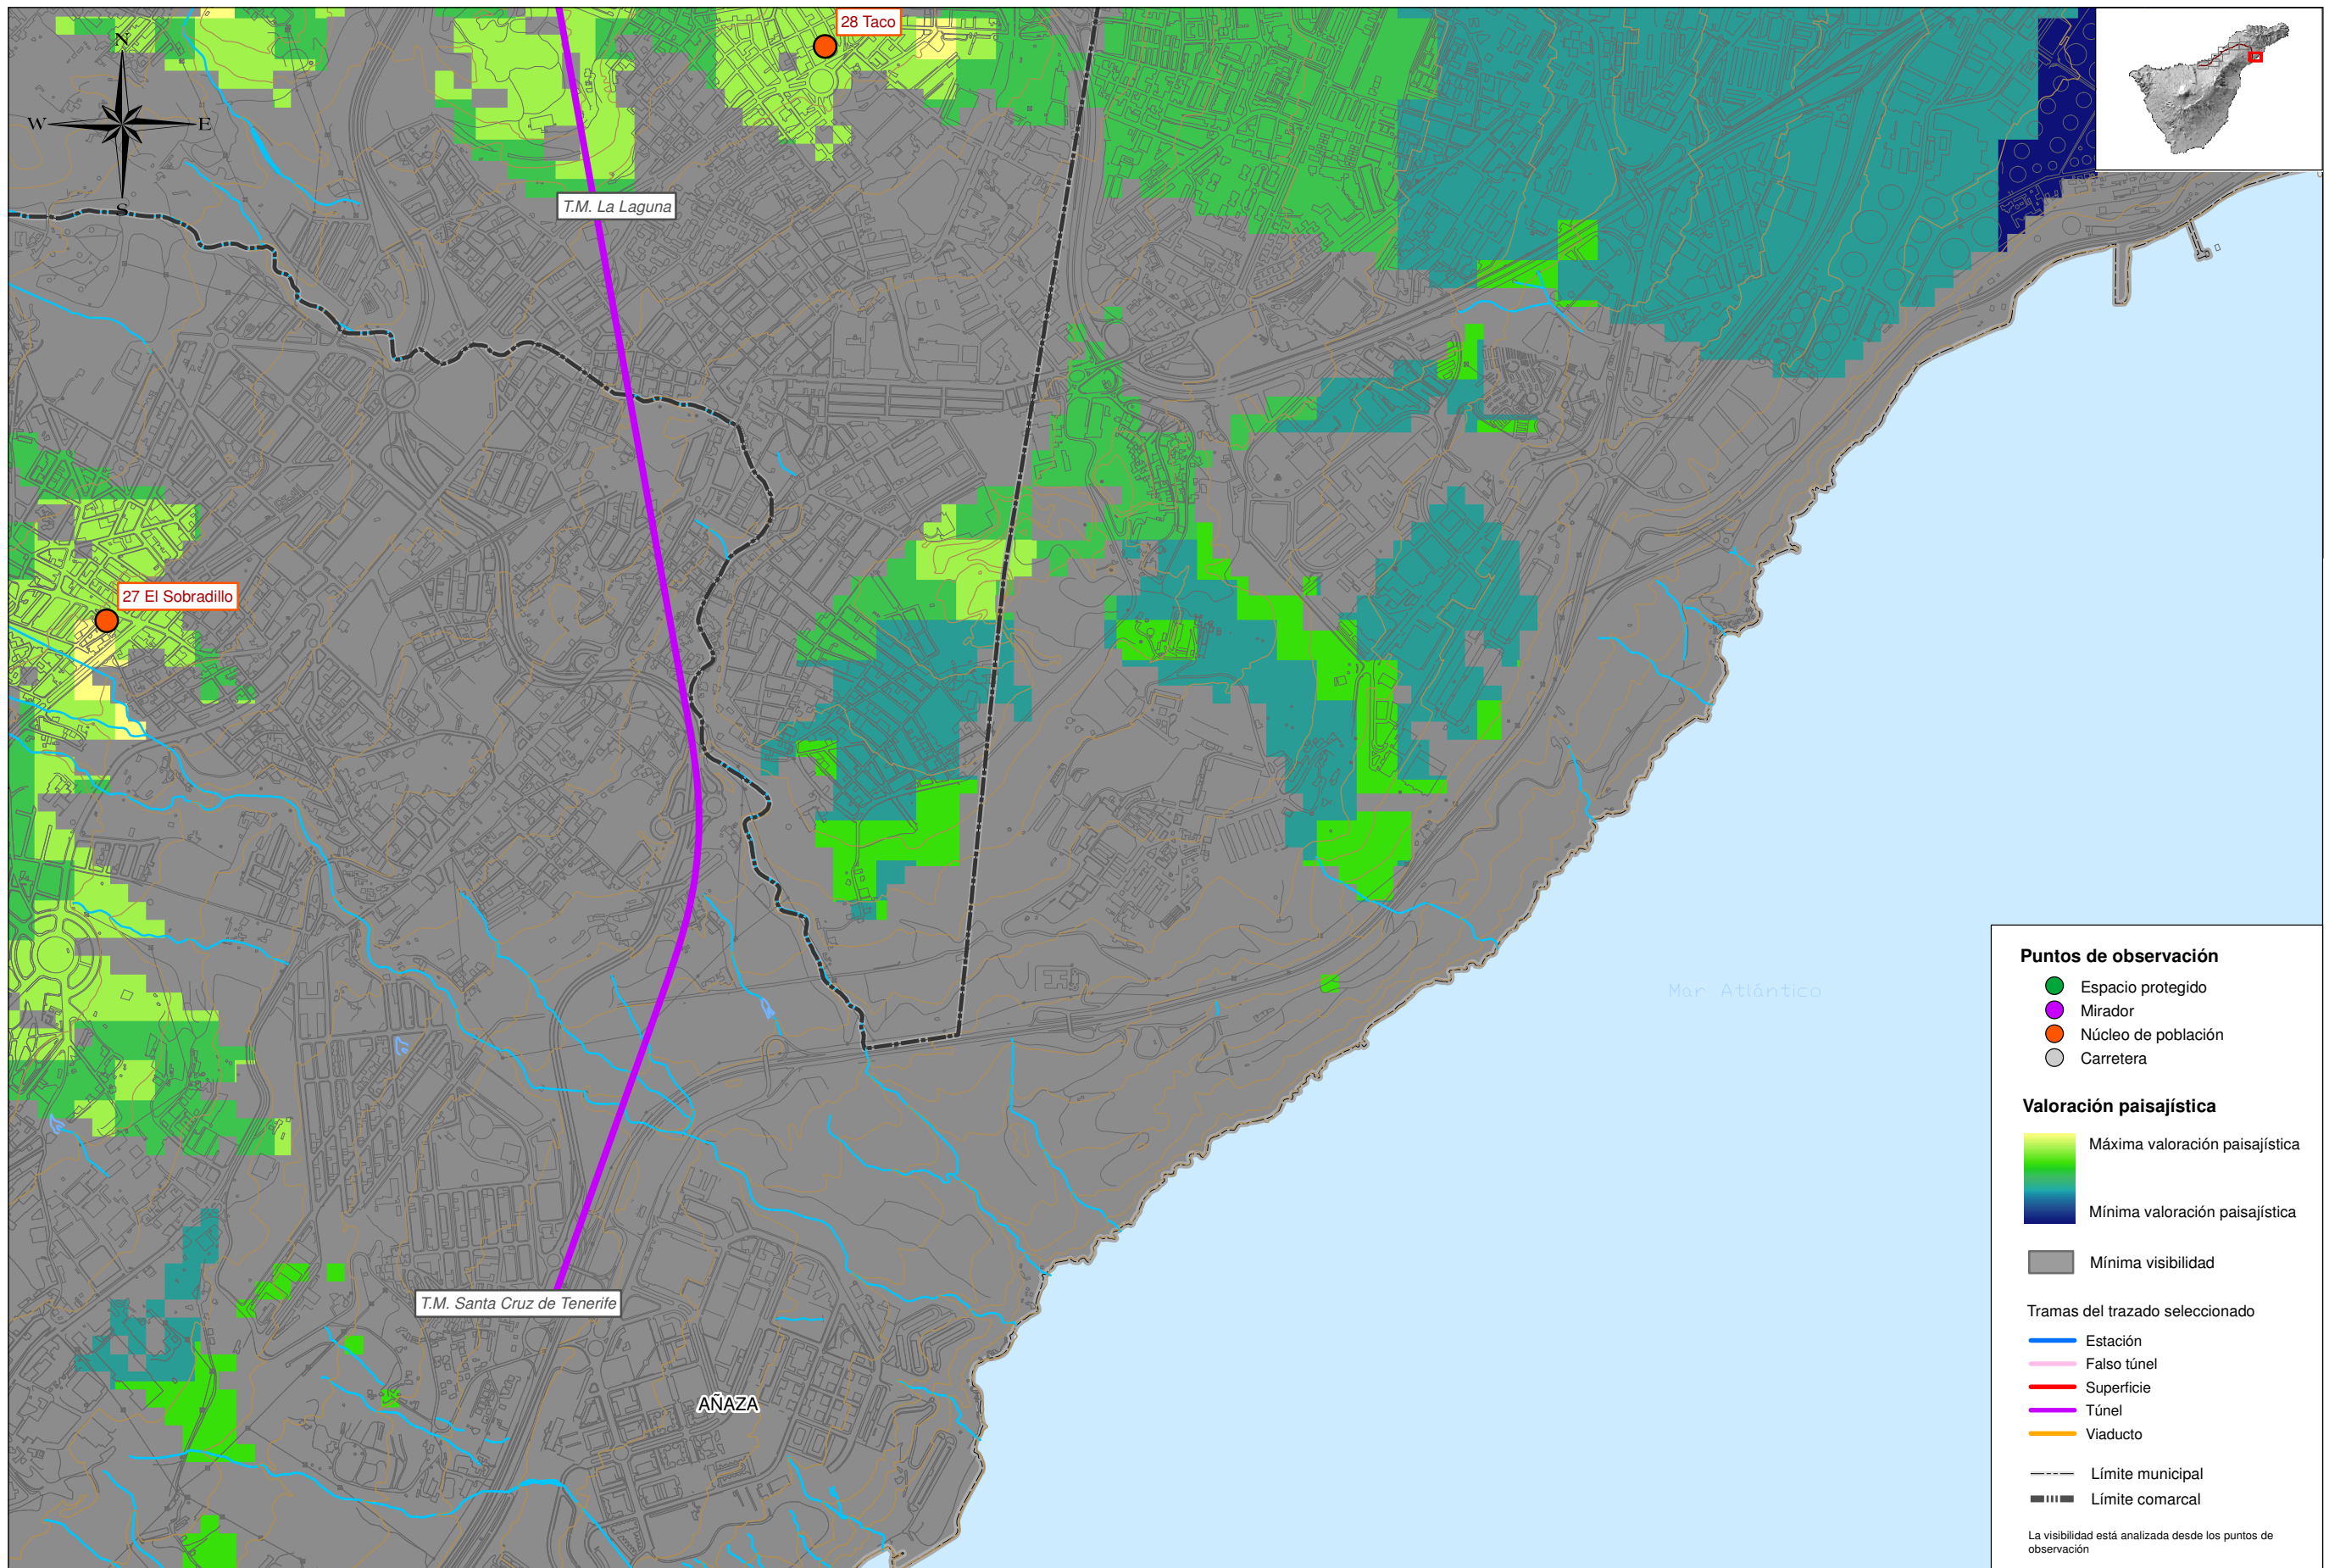 28 Taco
N
W
E
S
T.M. La Laguna
27 El Sobradillo
Mar Atlántico
T.M. Santa Cruz de Tenerife
AÑAZA
Puntos de observación
Espacio protegido
Mirador
Núcleo de población
Carretera
Valoración paisajística
Máxima valoración paisajística
Mínima valoración paisajística
Mínima visibilidad
Tramas del trazado seleccionado
Estación
Falso túnel
Superficie
Túnel
Viaducto
Límite municipal
Límite comarcal
La visibilidad está analizada desde los puntos de
observación